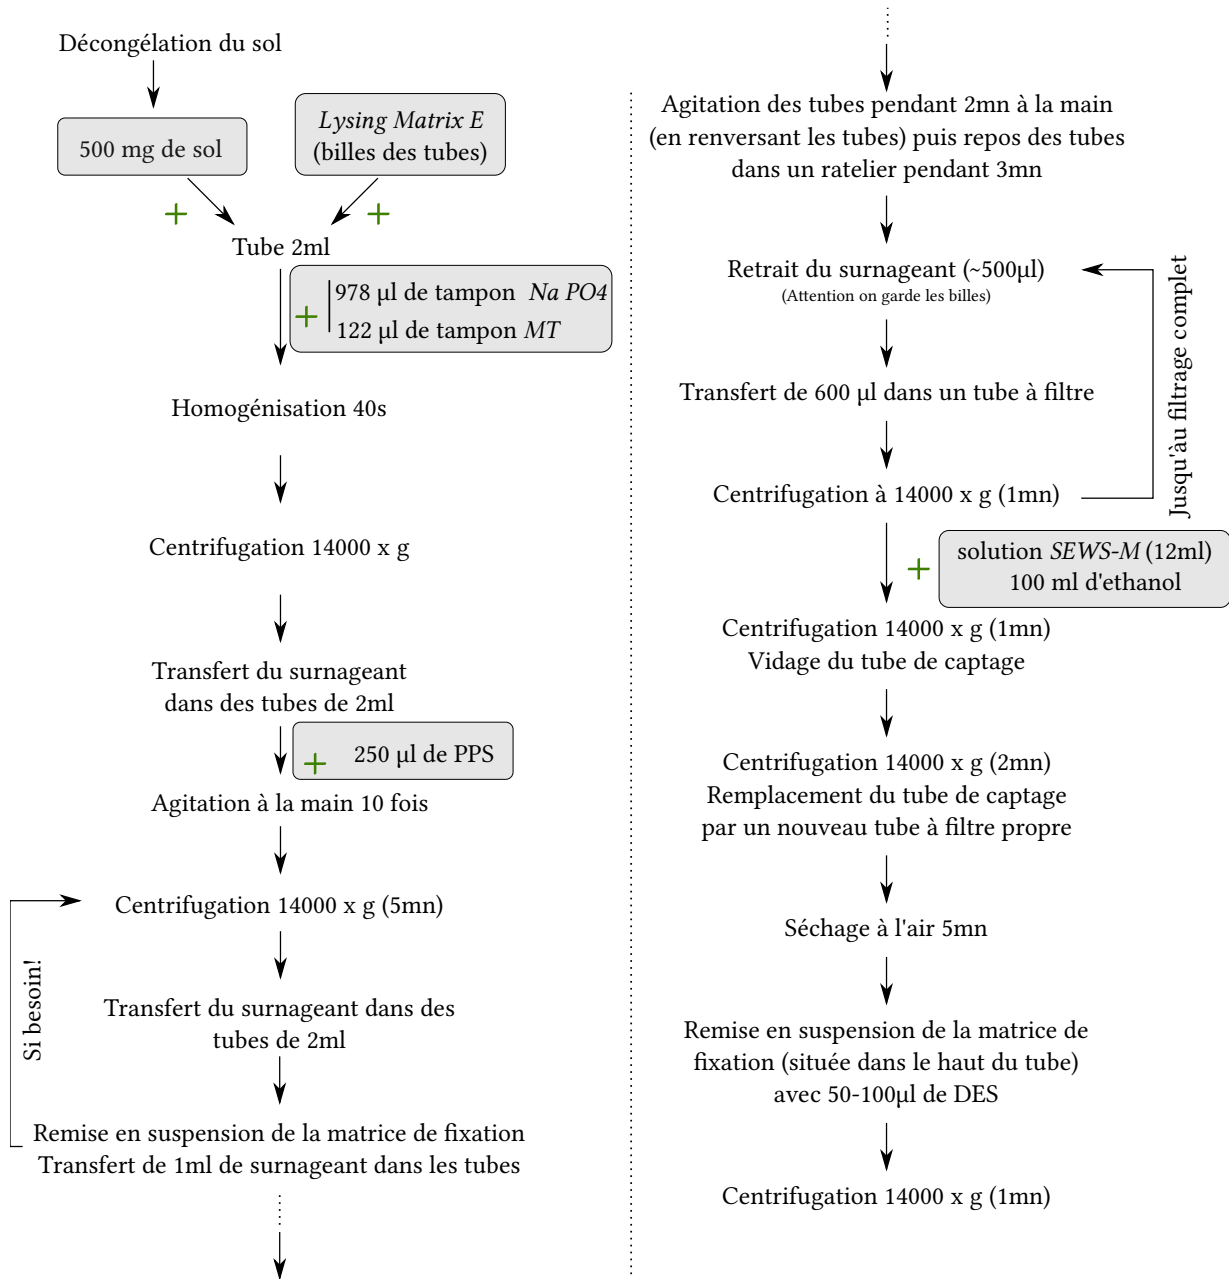 Décongélation du sol
500 mg de sol
Lysing Matrix E
(billes des tubes)
+
+
Tube 2ml
+
978 µl de tampon Na PO4
122 µl de tampon MT
Homogénisation 40s
Centrifugation 14000 x g
Transfert du surnageant
dans des tubes de 2ml
+ 250 µl de PPS
Agitation à la main 10 fois
Centrifugation 14000 x g (5mn)
Si besoin!
Transfert du surnageant dans des
tubes de 2ml
Remise en suspension de la matrice de fixation
Transfert de 1ml de surnageant dans les tubes
Agitation des tubes pendant 2mn à la main
(en renversant les tubes) puis repos des tubes
dans un ratelier pendant 3mn
Retrait du surnageant (~500µl)
(Attention on garde les billes)
Jusqu'àu filtrage complet
Transfert de 600 µl dans un tube à filtre
Centrifugation à 14000 x g (1mn)
+
solution SEWS-M (12ml)
100 ml d'ethanol
Centrifugation 14000 x g (1mn)
Vidage du tube de captage
Centrifugation 14000 x g (2mn)
Remplacement du tube de captage
par un nouveau tube à filtre propre
Séchage à l'air 5mn
Remise en suspension de la matrice de
fixation (située dans le haut du tube)
avec 50-100µl de DES
Centrifugation 14000 x g (1mn)